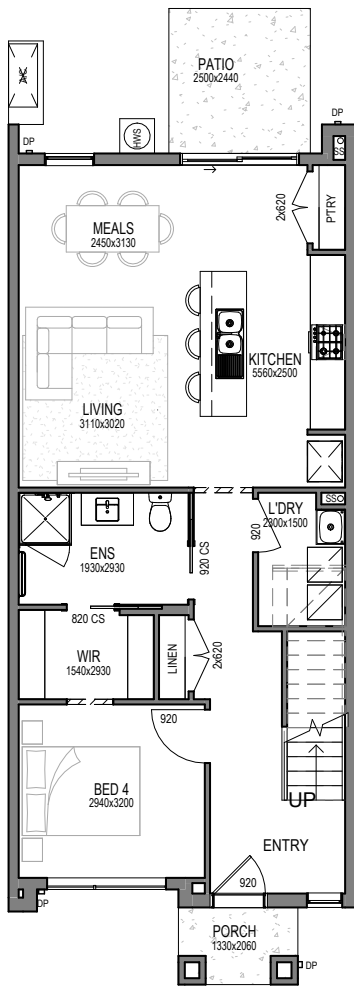 PATIO
2500x2440
A/C
HWS
DP
DP
SS
2x620
P'TRY
MEALS
2450x3130
KITCHEN
5560x2500
LIVING
3110x3020
SS
L'DRY
2300x1500
920
920 CS
ENS
1930x2930
820 CS
WIR
1540x2930
LINEN
2x620
920
BED 4
2940x3200
UP
ENTRY
920
DP
PORCH
1330x2060
DP